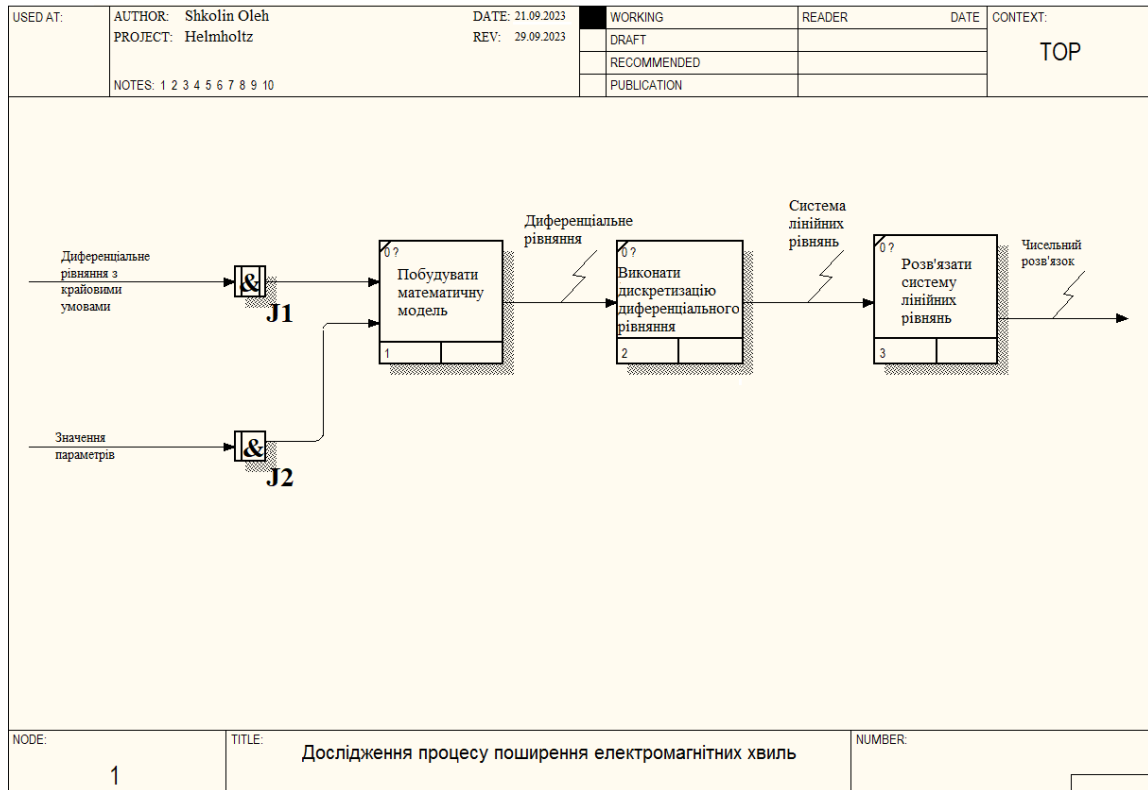 USED AT:
AUTHOR: Shkolin Oleh
DATE: 21.09.2023
PROJECT: Helmholtz
REV: 29.09.2023
NOTES: 1 2 3 4 5 6 7 8 9 10
WORKING
DRAFT
RECOMMENDED
PUBLICATION
READER DATE
CONTEXT:
TOP
Диференціальне
рівняння з
крайовими
умовами
&
J1
Значення
параметрів
&
J2
0 ?
Побудувати
математичну
модель
1
Диференціальне
рівняння
0 ?
Виконати
дискретизацію
диференціального
рівняння
2
Система
лінійних
рівнянь
0 ?
Розв'язати
систему
лінійних
рівнянь
3
Чисельний
розв'язок
NODE:
1
TITLE:
Дослідження процесу поширення електромагнітних хвиль
NUMBER: